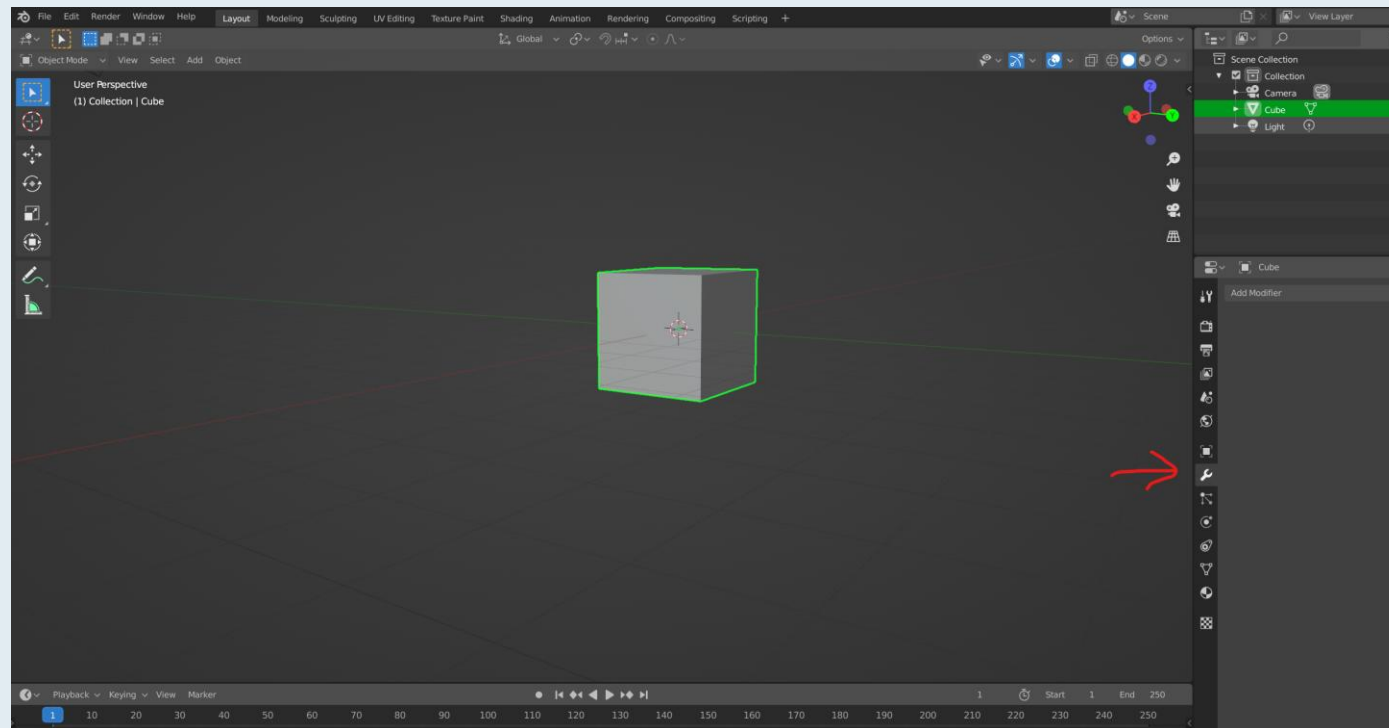 File Edit Render Window Help Layout Modeling Sculpting UV Editing Texture Paint Shading Animation Rendering Compositing Scripting + Scene View Layer
Global Options
Object Mode View Select Add Object
User Perspective
(1) Collection | Cube
Z
X
Y
Scene Collection
Collection
Camera
Cube
Light
Cube
Add Modifier
Playback Keying View Marker 1 Start 1 End 250
1 10 20 30 40 50 60 70 80 90 100 110 120 130 140 150 160 170 180 190 200 210 220 230 240 250